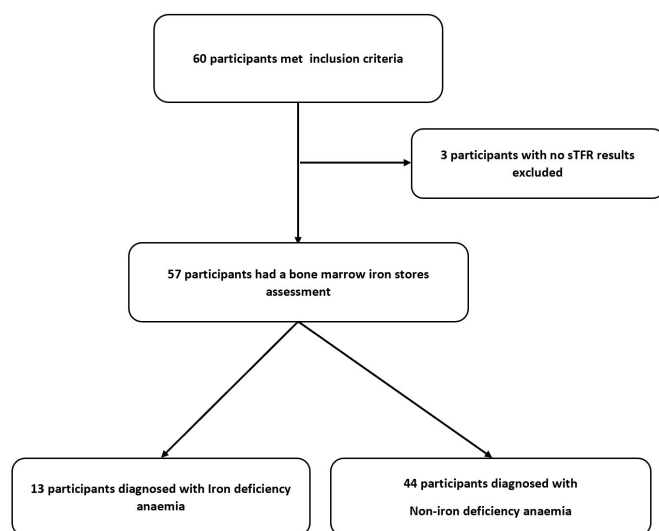 60 participants met inclusion criteria
3 participants with no sTFR results
excluded
57 participants had a bone marrow iron stores
assessment
13 participants diagnosed with Iron deficiency
anaemia
44 participants diagnosed with
Non-iron deficiency anaemia